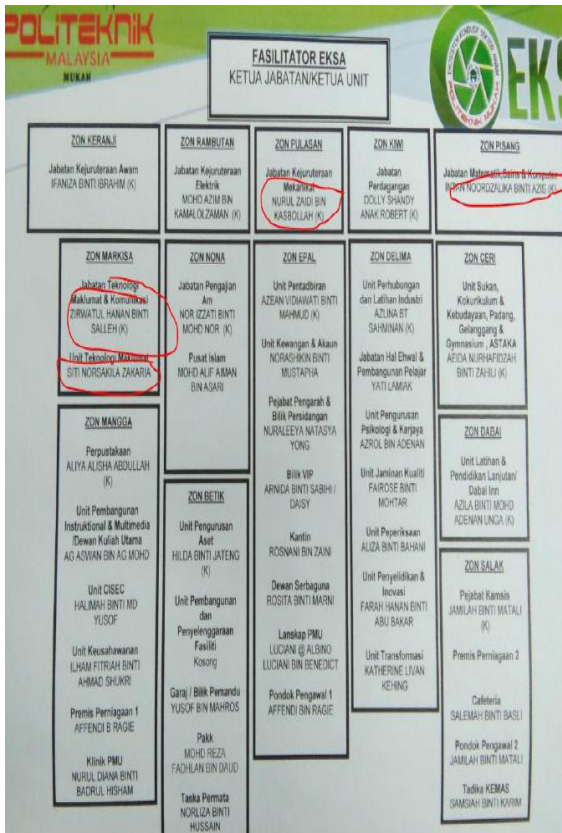 POLITEKNIK
MALAYSIA
MUKAH
FASILITATOR EKSA
KETUA JABATAN/KETUA UNIT
EKS
POLITEKNIK MUKAH
ZON KERANJI
Jabatan Kejuruteraan Awam
IFANIZA BINTI IBRAHIM (K)
ZON RAMBUTAN
Jabatan Kejuruteraan
Elektrik
MOHD AZIM BIN
KAMALOLZAMAN (K)
ZON PULASAN
Jabatan Kejuruteraan
Mekanikal
NURUL ZAIDI BIN
KASBOLLAH (K)
ZON KIWI
Jabatan
Perdagangan
DOLLY SHANDY
ANAK ROBERT (K)
ZON PISANG
Jabatan Matematik,Sains & Komputer
INTAN NOORDZALIKA BINTI AZIS (K)
ZON MARKISA
Jabatan Teknologi
Maklumat & Komunikasi
ZIRWATUL HANAN BINTI
SALLEH (K)
Unit Teknologi Maklumat
SITI NORSAKILA ZAKARIA
ZON NONA
Jabatan Pengajian
Am
NOR IZZATI BINTI
MOHD NOR (K)
Pusat Islam
MOHD ALIF AIMAN
BIN ASARI
ZON EPAL
Unit Pentadbiran
AZEAN VIDIAWATI BINTI
MAHMUD (K)
Unit Kewangan & Akaun
NORASHIKIN BINTI
MUSTAPHA
Pejabat Pengarah &
Bilik Persidangan
NURALEEYA NATASYA
YONG
Bilik VIP
ARNIDA BINTI SABIHI /
DAISY
Kantin
ROSNANI BIN ZAINI
Dewan Serbaguna
ROSITA BINTI MARNI
Lanskap PMU
LUCIANI @ ALBINO
LUCIANI BIN BENEDICT
Pondok Pengawal 1
AFFENDI BIN RAGIE
ZON DELIMA
Unit Perhubungan
dan Latihan Industri
AZLINA BT
SAHMINAN (K)
Jabatan Hal Ehwal &
Pembangunan Pelajar
YATI LAMIAK
Unit Pengurusan
Psikologi & Kerjaya
AZROL BIN ADENAN
Unit Jaminan Kualiti
FAIROSE BINTI
MOHTAR
Unit Peperiksaan
ALIZA BINTI BAHANI
Unit Penyelidikan &
Inovasi
FARAH HANAN BINTI
ABU BAKAR
Unit Transformasi
KATHERINE LIVAN
KEHING
ZON CERI
Unit Sukan,
Kokurikulum &
Kebudayaan, Padang,
Gelanggang &
Gymnasium , ASTAKA
AEIDA NURHAFIDZAH
BINTI ZAHILI (K)
ZON MANGGA
Perpustakaan
ALIYA ALISHA ABDULLAH
(K)
Unit Pembangunan
Instruktional & Multimedia
/Dewan Kuliah Utama
AG ASWAN BIN AG MOHD
Unit CISEC
HALIMAH BINTI MD
YUSOF
Unit Keusahawanan
ILHAM FITRIAH BINTI
AHMAD SHUKRI
Premis Perniagaan 1
AFFENDI B RAGIE
Klinik PMU
NURUL DIANA BINTI
BADRUL HISHAM
ZON BETIK
Unit Pengurusan
Aset
HILDA BINTI JATENG
(K)
Unit Pembangunan
dan
Penyelenggaraan
Fasiliti
Kosong
Garaj / Bilik Pemandu
YUSOF BIN MAHROS
Pakk
MOHD REZA
FADHLAN BIN DAUD
Taska Permata
NORLIZA BINTI
HUSSAIN
ZON DABAI
Unit Latihan &
Pendidikan Lanjutan/
Dabai Inn
AZILA BINTI MOHD
ADENAN UNGA (K)
ZON SALAK
Pejabat Kamsis
JAMILAH BINTI MATALI
(K)
Premis Perniagaan 2
Cafeteria
SALEMAH BINTI BASLI
Pondok Pengawal 2
JAMILAH BINTI MATALI
Tadika KEMAS
SAMSIAH BINTI KARIM